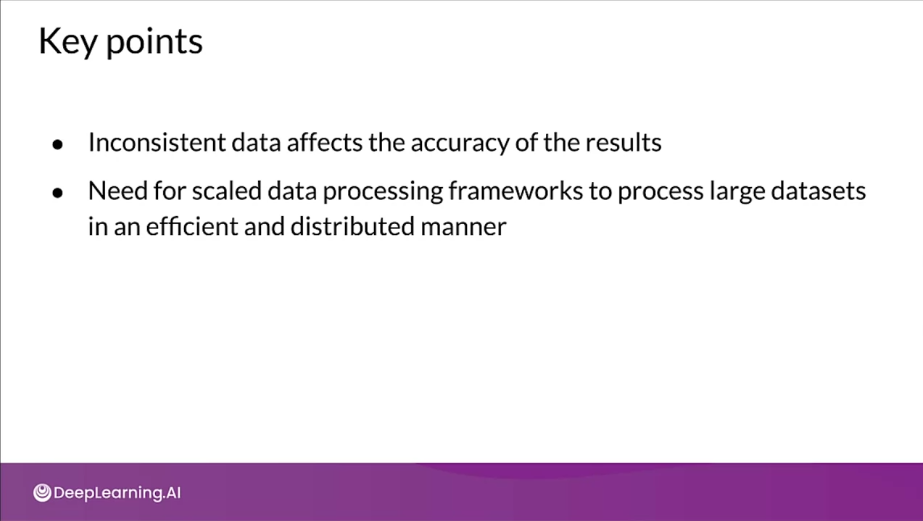 Key points
● Inconsistent data affects the accuracy of the results
● Need for scaled data processing frameworks to process large datasets
in an efficient and distributed manner
DeepLearning.AI